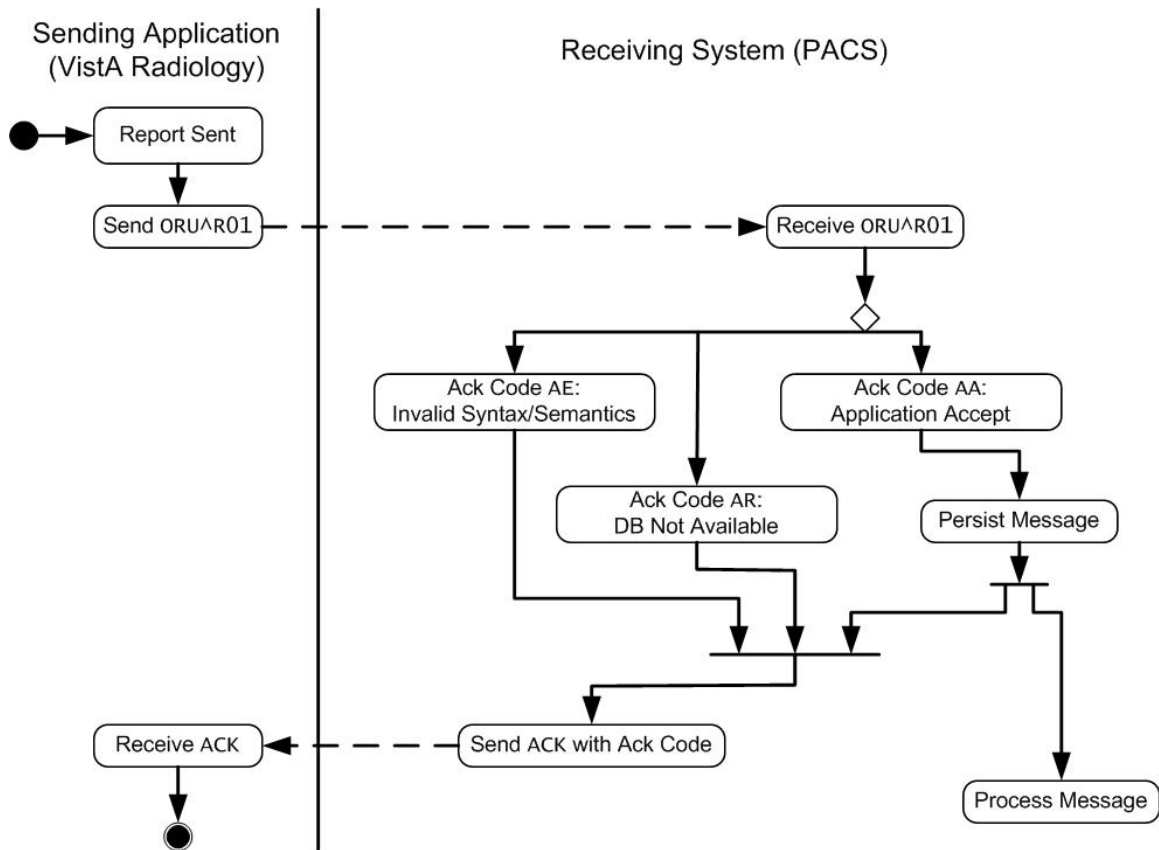 Sending Application
(VistA Radiology)
Receiving System (PACS)
Report Sent
Send ORU^R01
Receive ORU^R01
Ack Code AE:
Invalid Syntax/Semantics
Ack Code AA:
Application Accept
Ack Code AR:
DB Not Available
Persist Message
Receive ACK
Send ACK with Ack Code
Process Message